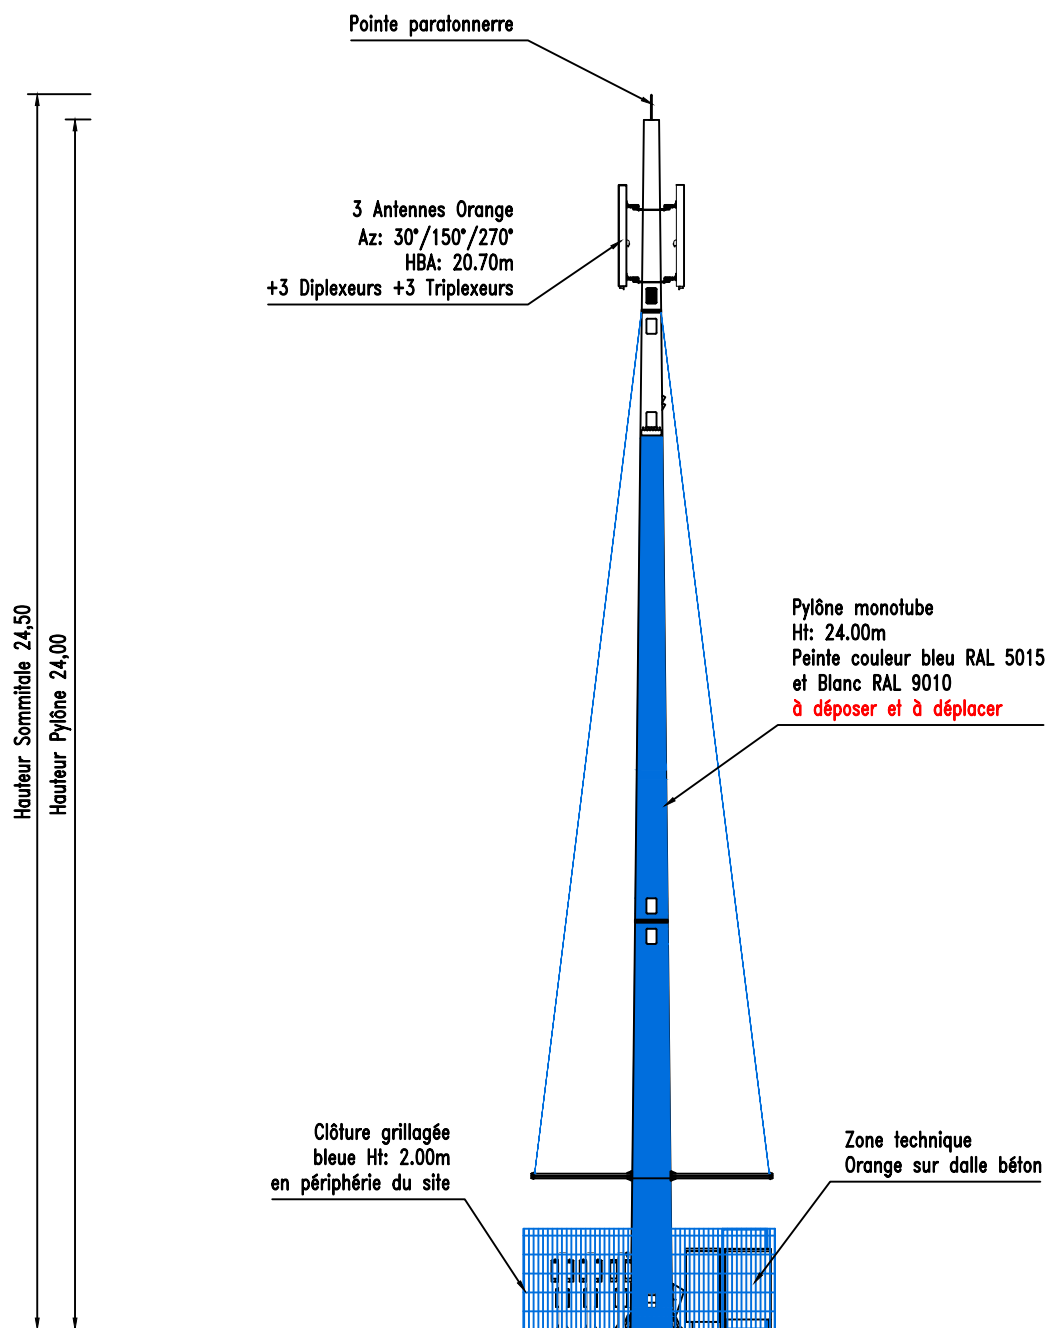 Pointe paratonnerre
3 Antennes Orange
Az: 30°/150°/270°
HBA: 20.70m
+3 Diplexeurs +3 Triplexeurs
Hauteur Sommitale 24,50
Hauteur Pylône 24,00
Pylône monotube
Ht: 24.00m
Peinte couleur bleu RAL 5015
et Blanc RAL 9010
à déposer et à déplacer
Clôture grillagée
bleue Ht: 2.00m
en périphérie du site
Zone technique
Orange sur dalle béton